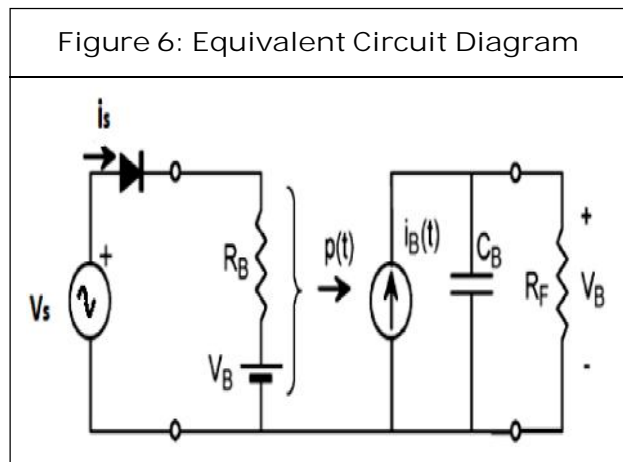 Figure 6: Equivalent Circuit Diagram
is
+
Vs
RB
VB
p(t)
iB(t)
CB
RF
+
VB
-